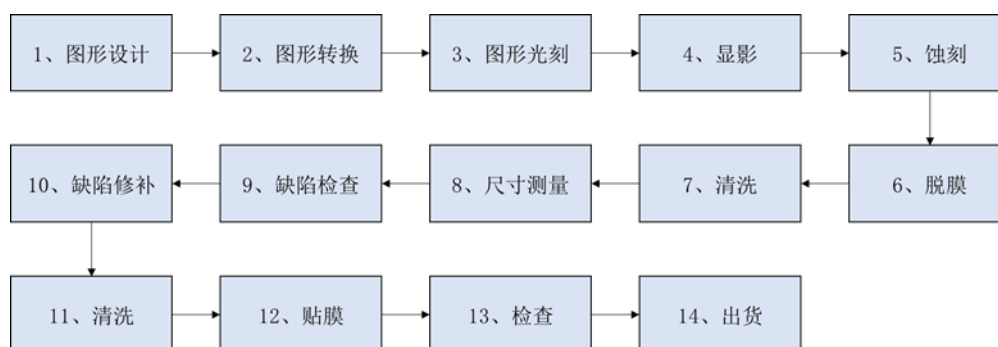 1、图形设计
2、图形转换
3、图形光刻
4、显影
5、蚀刻
6、脱膜
7、清洗
8、尺寸测量
9、缺陷检查
10、缺陷修补
11、清洗
12、贴膜
13、检查
14、出货